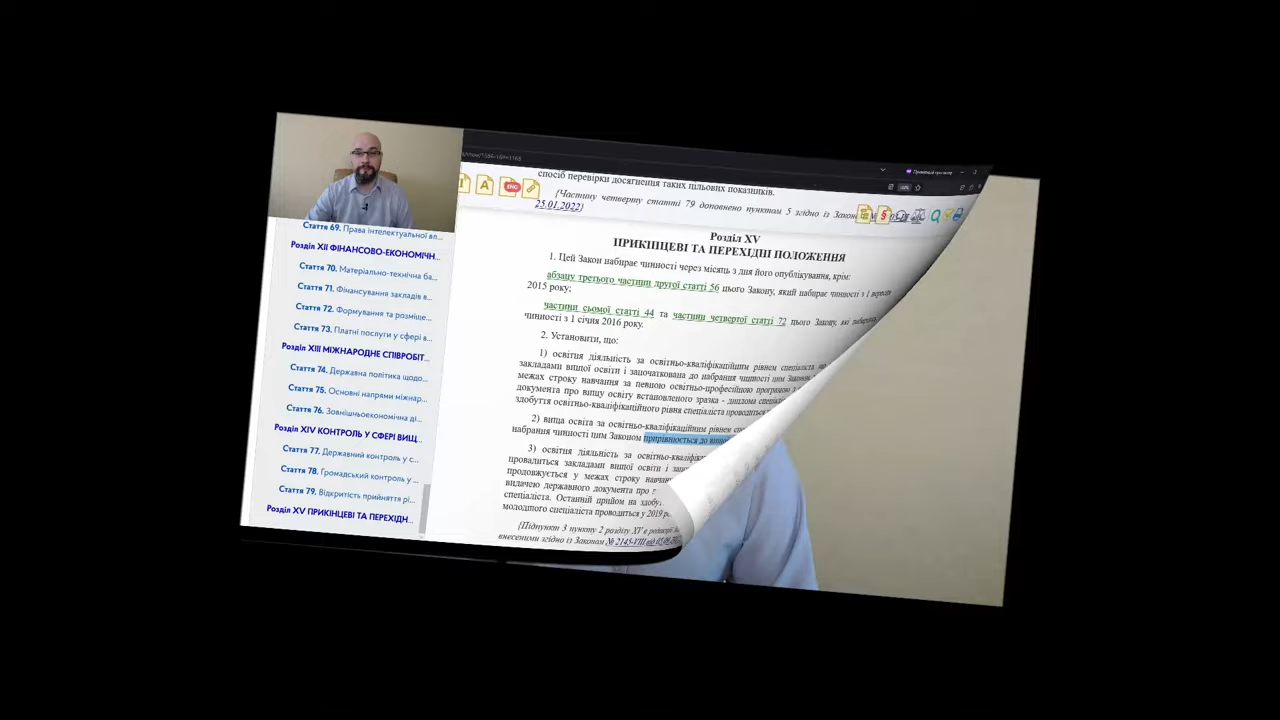 Стаття 69. Права інтелектуальної вл...
Розділ XII ФІНАНСОВО-ЕКОНОМІЧН...
Стаття 70. Матеріально-технічна ба...
Стаття 71. Фінансування закладів в...
Стаття 72. Формування та розміще...
Стаття 73. Платні послуги у сфері в...
Розділ XIII МІЖНАРОДНЕ СПІВРОБІТ...
Стаття 74. Державна політика щодо...
Стаття 75. Основні напрями міжнар...
Стаття 76. Зовнішньоекономічна ді...
Розділ XIV КОНТРОЛЬ У СФЕРІ ВИЩ...
Стаття 77. Державний контроль у с...
Стаття 78. Громадський контроль у ...
Стаття 79. Відкритість прийняття рі...
Розділ XV ПРИКІНЦЕВІ ТА ПЕРЕХІДН...
A ENG
спосіб перевірки досягнення таких цільових показників.
{Частину четверту статті 79 доповнено пунктом 5 згідно із
25.01.2022}
Розділ XV
ПРИКІНЦЕВІ ТА ПЕРЕХІДНІ ПОЛОЖЕННЯ
1. Цей Закон набирає чинності через місяць з дня його опублікування, крім:
абзацу третього частини другої статті 56 цього Закону, який набирає чинності з 1 вересня
2015 року;
частини сьомої статті 44 та частини четвертої статті 72 цього Закону, які набирають
чинності з 1 січня 2016 року.
2. Установити, що:
1) освітня діяльність за освітньо-кваліфікаційним рівнем спеціаліста
закладами вищої освіти і започаткована до набрання чинності цим Законом
межах строку навчання за певною освітньо-професійною програмою з
документа про вищу освіту встановленого зразка - диплома
здобуття освітньо-кваліфікаційного рівня спеціаліста проводиться
2) вища освіта за освітньо-кваліфікаційним рівнем
набрання чинності цим Законом прирівнюється до
3) освітня діяльність за
провадиться закладами вищої освіти і
продовжується у межах строку
видачею державного документа про
спеціаліста. Останній прийом на
молодшого спеціаліста проводиться у 2019
{Підпункт 3 пункту 2 розділу XV в редакції
внесеними згідно із Законом № 2145-VIII від